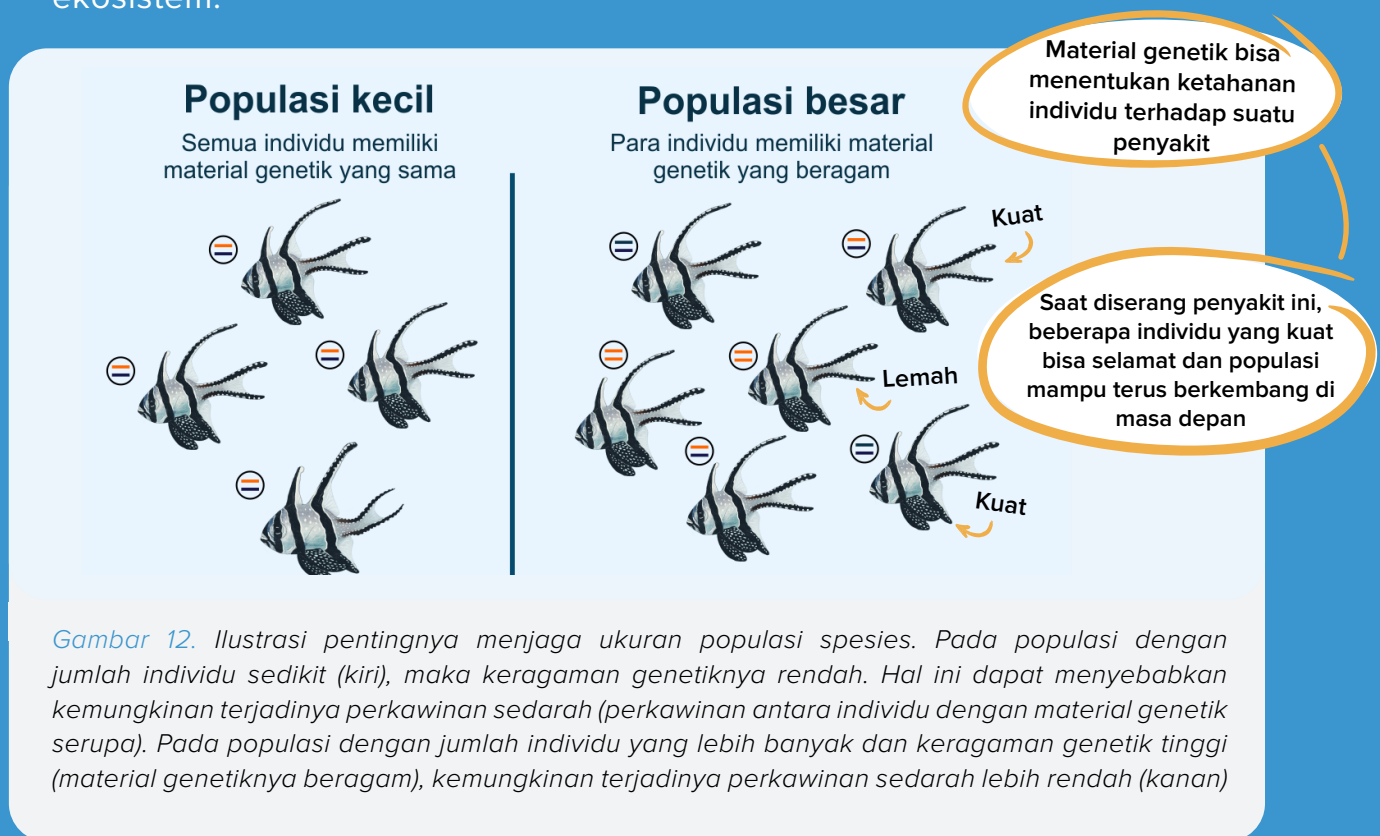 ekosistem.
Populasi kecil
Semua individu memiliki
material genetik yang sama
Populasi besar
Para individu memiliki material
genetik yang beragam
Material genetik bisa
menentukan ketahanan
individu terhadap suatu
penyakit
Kuat
Saat diserang penyakit ini,
beberapa individu yang kuat
bisa selamat dan populasi
mampu terus berkembang di
masa depan
Lemah
Kuat
Gambar 12. Ilustrasi pentingnya menjaga ukuran populasi spesies. Pada populasi dengan
jumlah individu sedikit (kiri), maka keragaman genetiknya rendah. Hal ini dapat menyebabkan
kemungkinan terjadinya perkawinan sedarah (perkawinan antara individu dengan material genetik
serupa). Pada populasi dengan jumlah individu yang lebih banyak dan keragaman genetik tinggi
(material genetiknya beragam), kemungkinan terjadinya perkawinan sedarah lebih rendah (kanan)